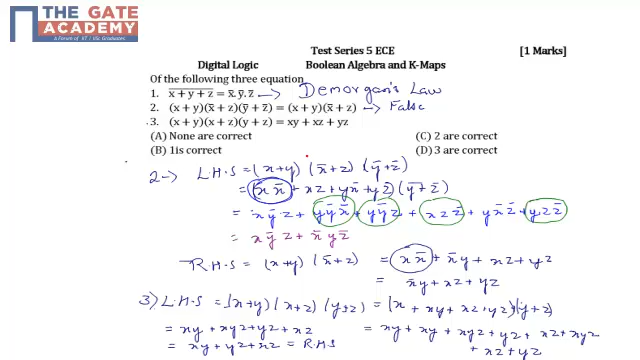 THE GATE
ACADEMY
A Forum of IIT / IISC Graduates
Test Series 5 ECE [1 Marks]
Digital Logic Boolean Algebra and K-Maps
Of the following three equation
1. \overline{x + y + z} = x̄. ȳ. z̄ —> Demorgan's Law
2. (x + y)(x̄ + z)(ȳ + z̄) = (x + y)(x̄ + z) —> False
3. (x + y)(x + z)(y + z) = xy + xz + yz
(A) None are correct (C) 2 are correct
(B) 1is correct (D) 3 are correct
2 —> L.H.S = (x+y) (x̄+z) (ȳ+z̄)
= (x x̄ + xz + yx̄ + yz) (ȳ+z̄)
= xȳz + yȳx̄ + yȳz + xzz̄ + yx̄z̄ + yzz̄
= xȳz + x̄yz̄
R.H.S = (x+y) (x̄+z) = x x̄ + x̄y + xz + yz
= x̄y + xz + yz
3) L.H.S = (x+y) (x+z) (y+z) = (x + xy + xz + yz) (y+z)
= xy + xyz + yz + xz = xy + xy + xyz + yz + xz + xyz
= xy + yz + xz = R.H.S + xz + yz